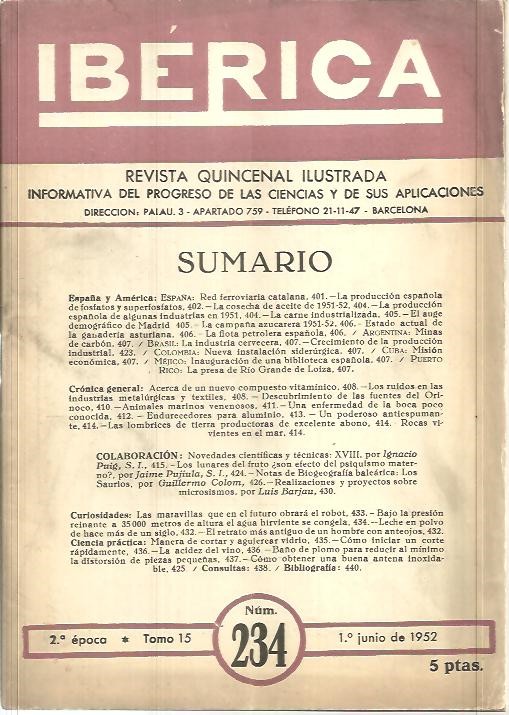 IBÉRICA
REVISTA QUINCENAL ILUSTRADA
INFORMATIVA DEL PROGRESO DE LAS CIENCIAS Y DE SUS APLICACIONES
DIRECCION: PALAU. 3 - APARTADO 759 - TELÉFONO 21-11-47 - BARCELONA
SUMARIO
España y América: ESPAÑA: Red ferroviaria catalana, 401.—La producción española
de fosfatos y superfosfatos, 402.—La cosecha de aceite de 1951-52, 404.—La producción
española de algunas industrias en 1951, 404.—La carne industrializada, 405.—El auge
demográfico de Madrid 405.- La campaña azucarera 1951-52, 406.- Estado actual de
la ganadería asturiana, 406.- La flota petrolera española, 406. / ARGENTINA: Minas
de carbón, 407. / BRASIL: La industria cervecera, 407.—Crecimiento de la producción
industrial. 423. / COLOMBIA: Nueva instalación siderúrgica. 407. / CUBA: Misión
económica, 407. / MÉJICO: Inauguración de una biblioteca española, 407. / PUERTO
RICO: La presa de Río Grande de Loiza, 407.
Crónica general: Acerca de un nuevo compuesto vitamínico. 408.—Los ruidos en las
industrias metalúrgicas y textiles, 408. - Descubrimiento de las fuentes del Ori-
noco, 410.—Animales marinos venenosos, 411.—Una enfermedad de la boca poco
conocida, 412. - Endurecedores para aluminio, 413. - Un poderoso antiespuman-
te, 414.—Las lombrices de tierra productoras de excelente abono, 414. Rocas vi-
vientes en el mar, 414.
COLABORACIÓN: Novedades científicas y técnicas: XVIII, por Ignacio
Puig, S. I., 415.- Los lunares del fruto ¿son efecto del psiquismo mater-
no?, por Jaime Pujiula, S. I., 424.- Notas de Biogeografía baleárica: Los
Saurios, por Guillermo Colom, 426.—Realizaciones y proyectos sobre
microsismos, por Luis Barjau, 430.
Curiosidades: Las maravillas que en el futuro obrará el robot, 433. - Bajo la presión
reinante a 35000 metros de altura el agua hirviente se congela, 434.—Leche en polvo
de hace más de un siglo, 432.—El retrato más antiguo de un hombre con anteojos, 432.
Ciencia práctica: Manera de cortar y agujerear vidrio, 435.—Cómo iniciar un corte
rápidamente, 436.—La acidez del vino, 436.—Baño de plomo para reducir al mínimo
la distorsión de piezas pequeñas, 437.—Cómo obtener una buena antena inoxida-
ble, 425 / Consultas: 438. / Bibliografía: 440.
Núm.
2.ª época * Tomo 15 234 1.º junio de 1952
5 ptas.